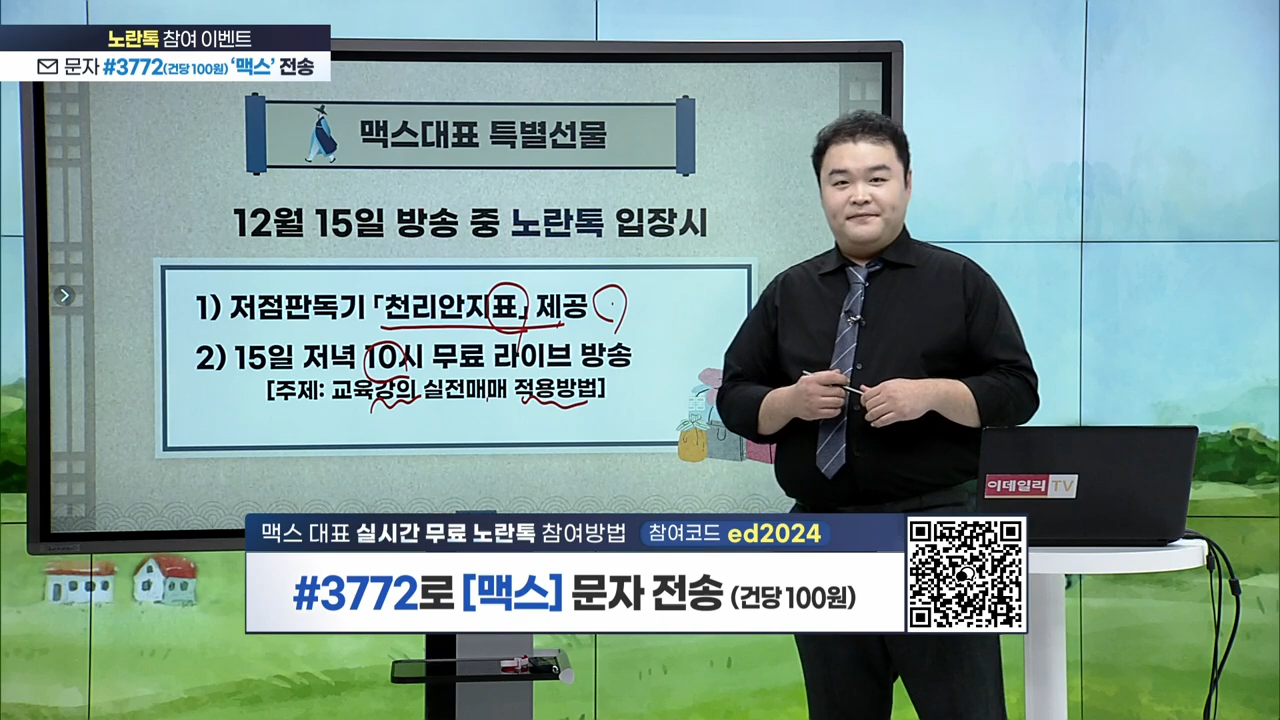 노란톡 참여 이벤트
문자 #3772(건당 100원) ‘맥스’ 전송
맥스대표 특별선물
12월 15일 방송 중 노란톡 입장시
1) 저점판독기 「천리안지표」 제공
2) 15일 저녁 10시 무료 라이브 방송
[주제: 교육강의 실전매매 적용방법]
이데일리 TV
맥스 대표 실시간 무료 노란톡 참여방법 참여코드 ed2024
#3772로 [맥스] 문자 전송 (건당 100원)